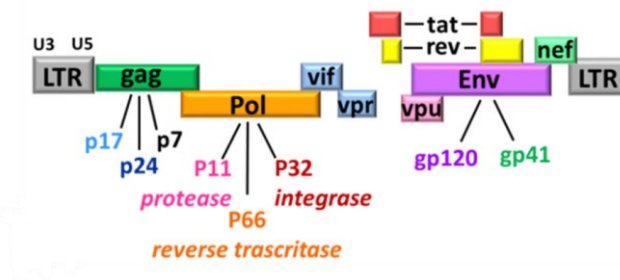 tat
rev
U3 U5
nef
LTR gag vif Env LTR
Pol vpr vpu
p17 p7
p24
P11 P32
gp120 gp41
protease integrase
P66
reverse trascritase